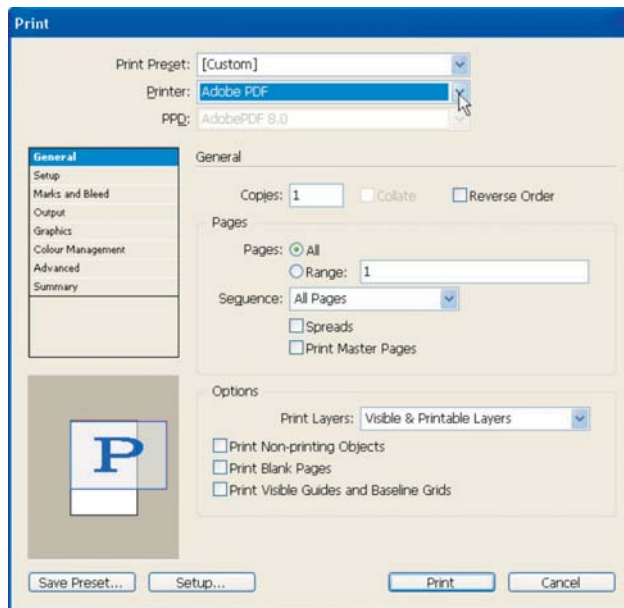 Print
Print Preset: [Custom]
Printer: Adobe PDF
PPD: AdobePDF 8.0
General
Setup
Marks and Bleed
Output
Graphics
Colour Management
Advanced
Summary
General
Copies: 1 Collate Reverse Order
Pages
Pages: All
Range: 1
Sequence: All Pages
Spreads
Print Master Pages
Options
Print Layers: Visible & Printable Layers
Print Non-printing Objects
Print Blank Pages
Print Visible Guides and Baseline Grids
P
Save Preset... Setup... Print Cancel